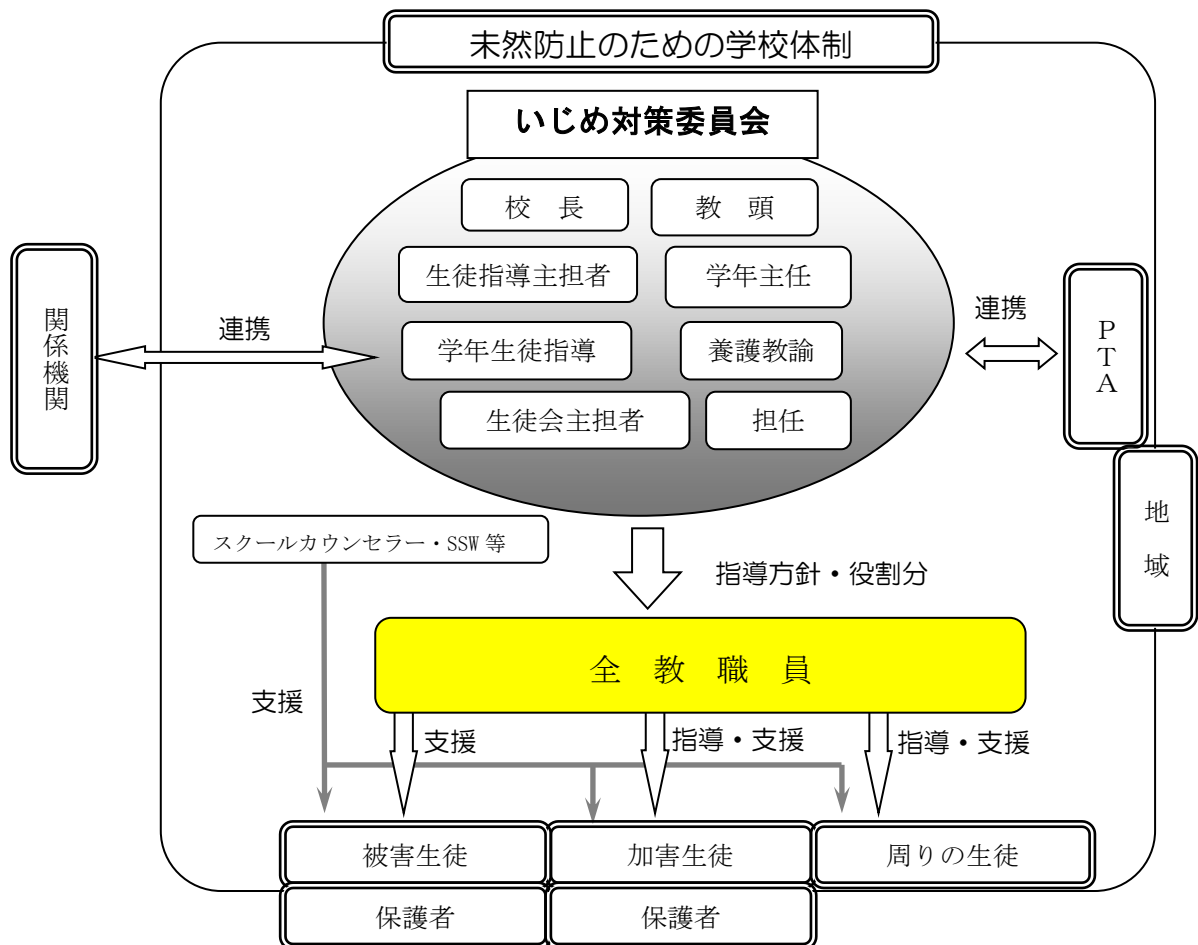 未然防止のための学校体制
いじめ対策委員会
校　長
教　頭
生徒指導主担者
学年主任
学年生徒指導
養護教諭
生徒会主担者
担任
関係機関
連携
連携
PTA
地域
スクールカウンセラー・SSW 等
指導方針・役割分
全 教 職 員
支援
支援
指導・支援
指導・支援
被害生徒
加害生徒
周りの生徒
保護者
保護者